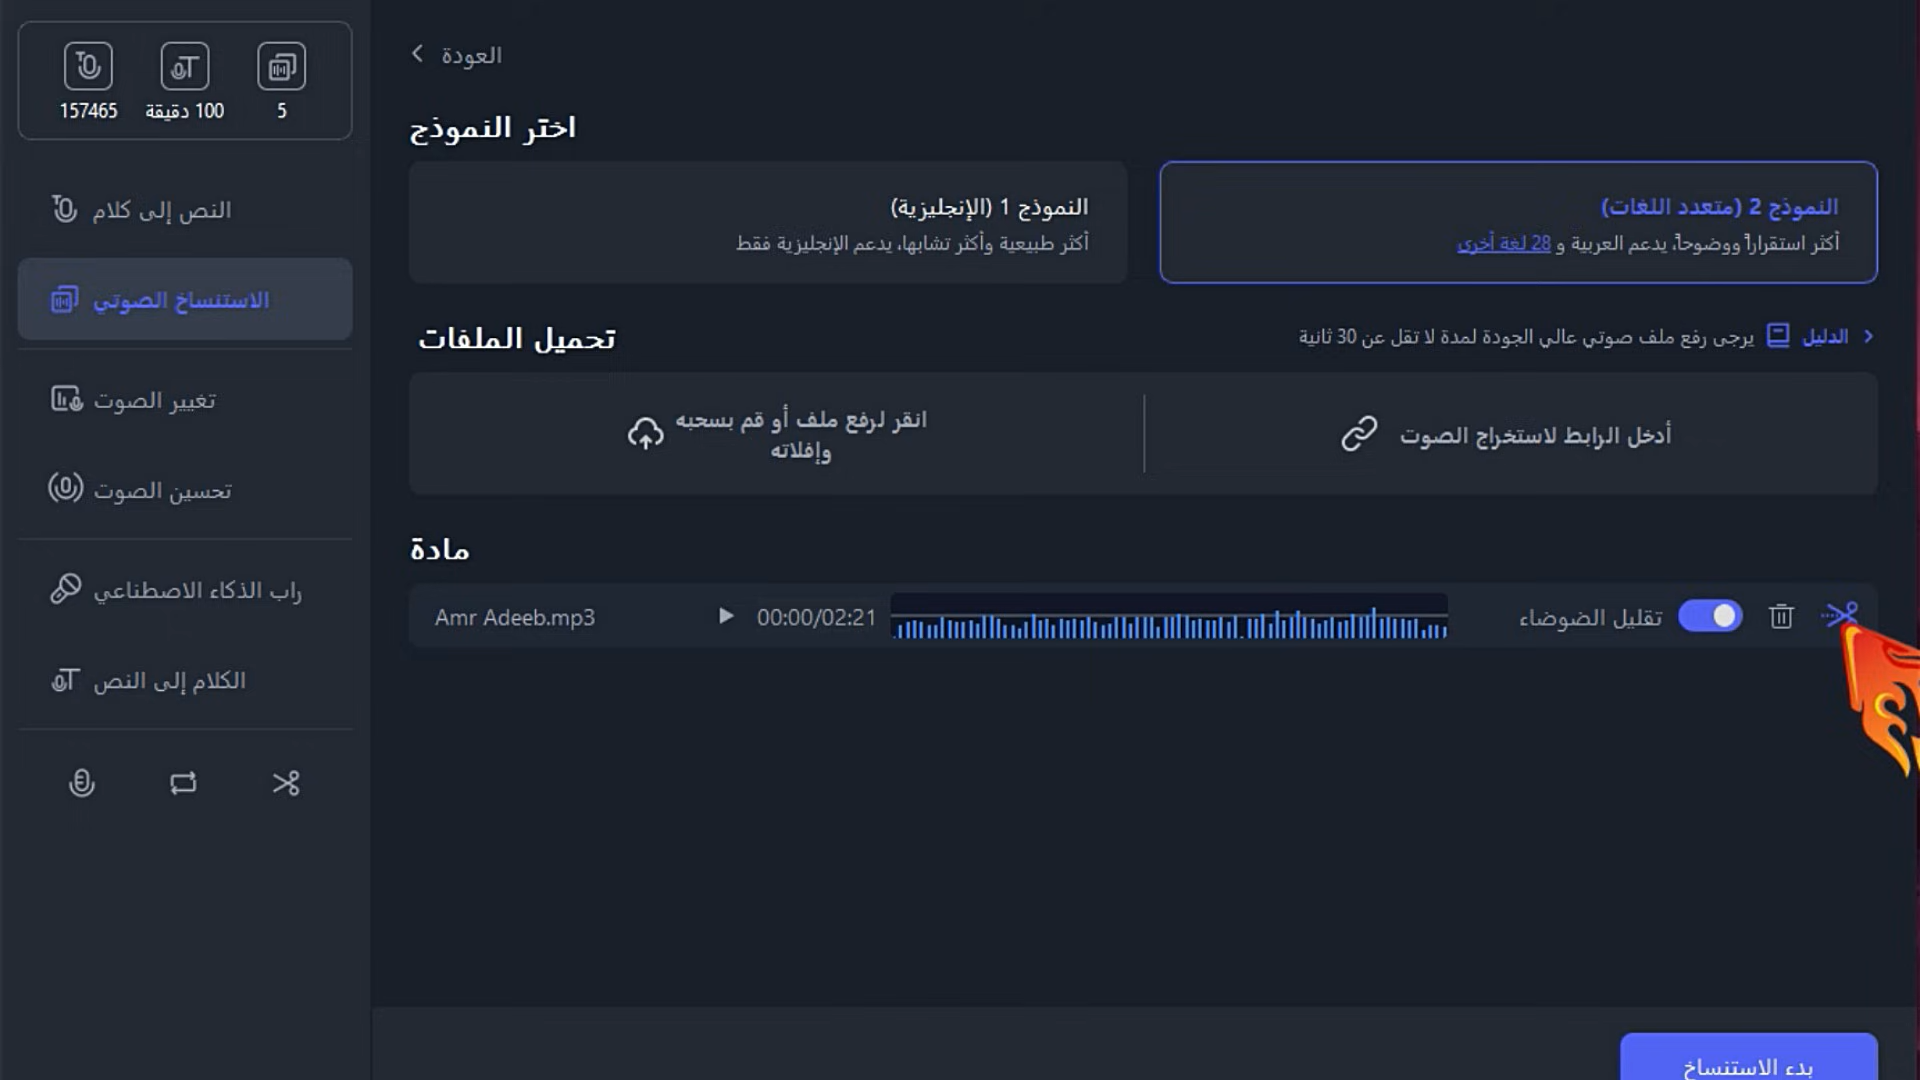 157465
100 دقيقة
5
النص إلى كلام
الاستنساخ الصوتي
تغيير الصوت
تحسين الصوت
راب الذكاء الاصطناعي
الكلام إلى النص
العودة
اختر النموذج
النموذج 1 (الإنجليزية)
أكثر طبيعية وأكثر تشابها، يدعم الإنجليزية فقط
النموذج 2 (متعدد اللغات)
أكثر استقراراً ووضوحاً، يدعم العربية و 28 لغة أخرى
تحميل الملفات
يرجى رفع ملف صوتي عالي الجودة لمدة لا تقل عن 30 ثانية
الدليل
انقر لرفع ملف أو قم بسحبه
وإفلاته
أدخل الرابط لاستخراج الصوت
مادة
Amr Adeeb.mp3
00:00/02:21
تقليل الضوضاء
بدء الاستنساخ